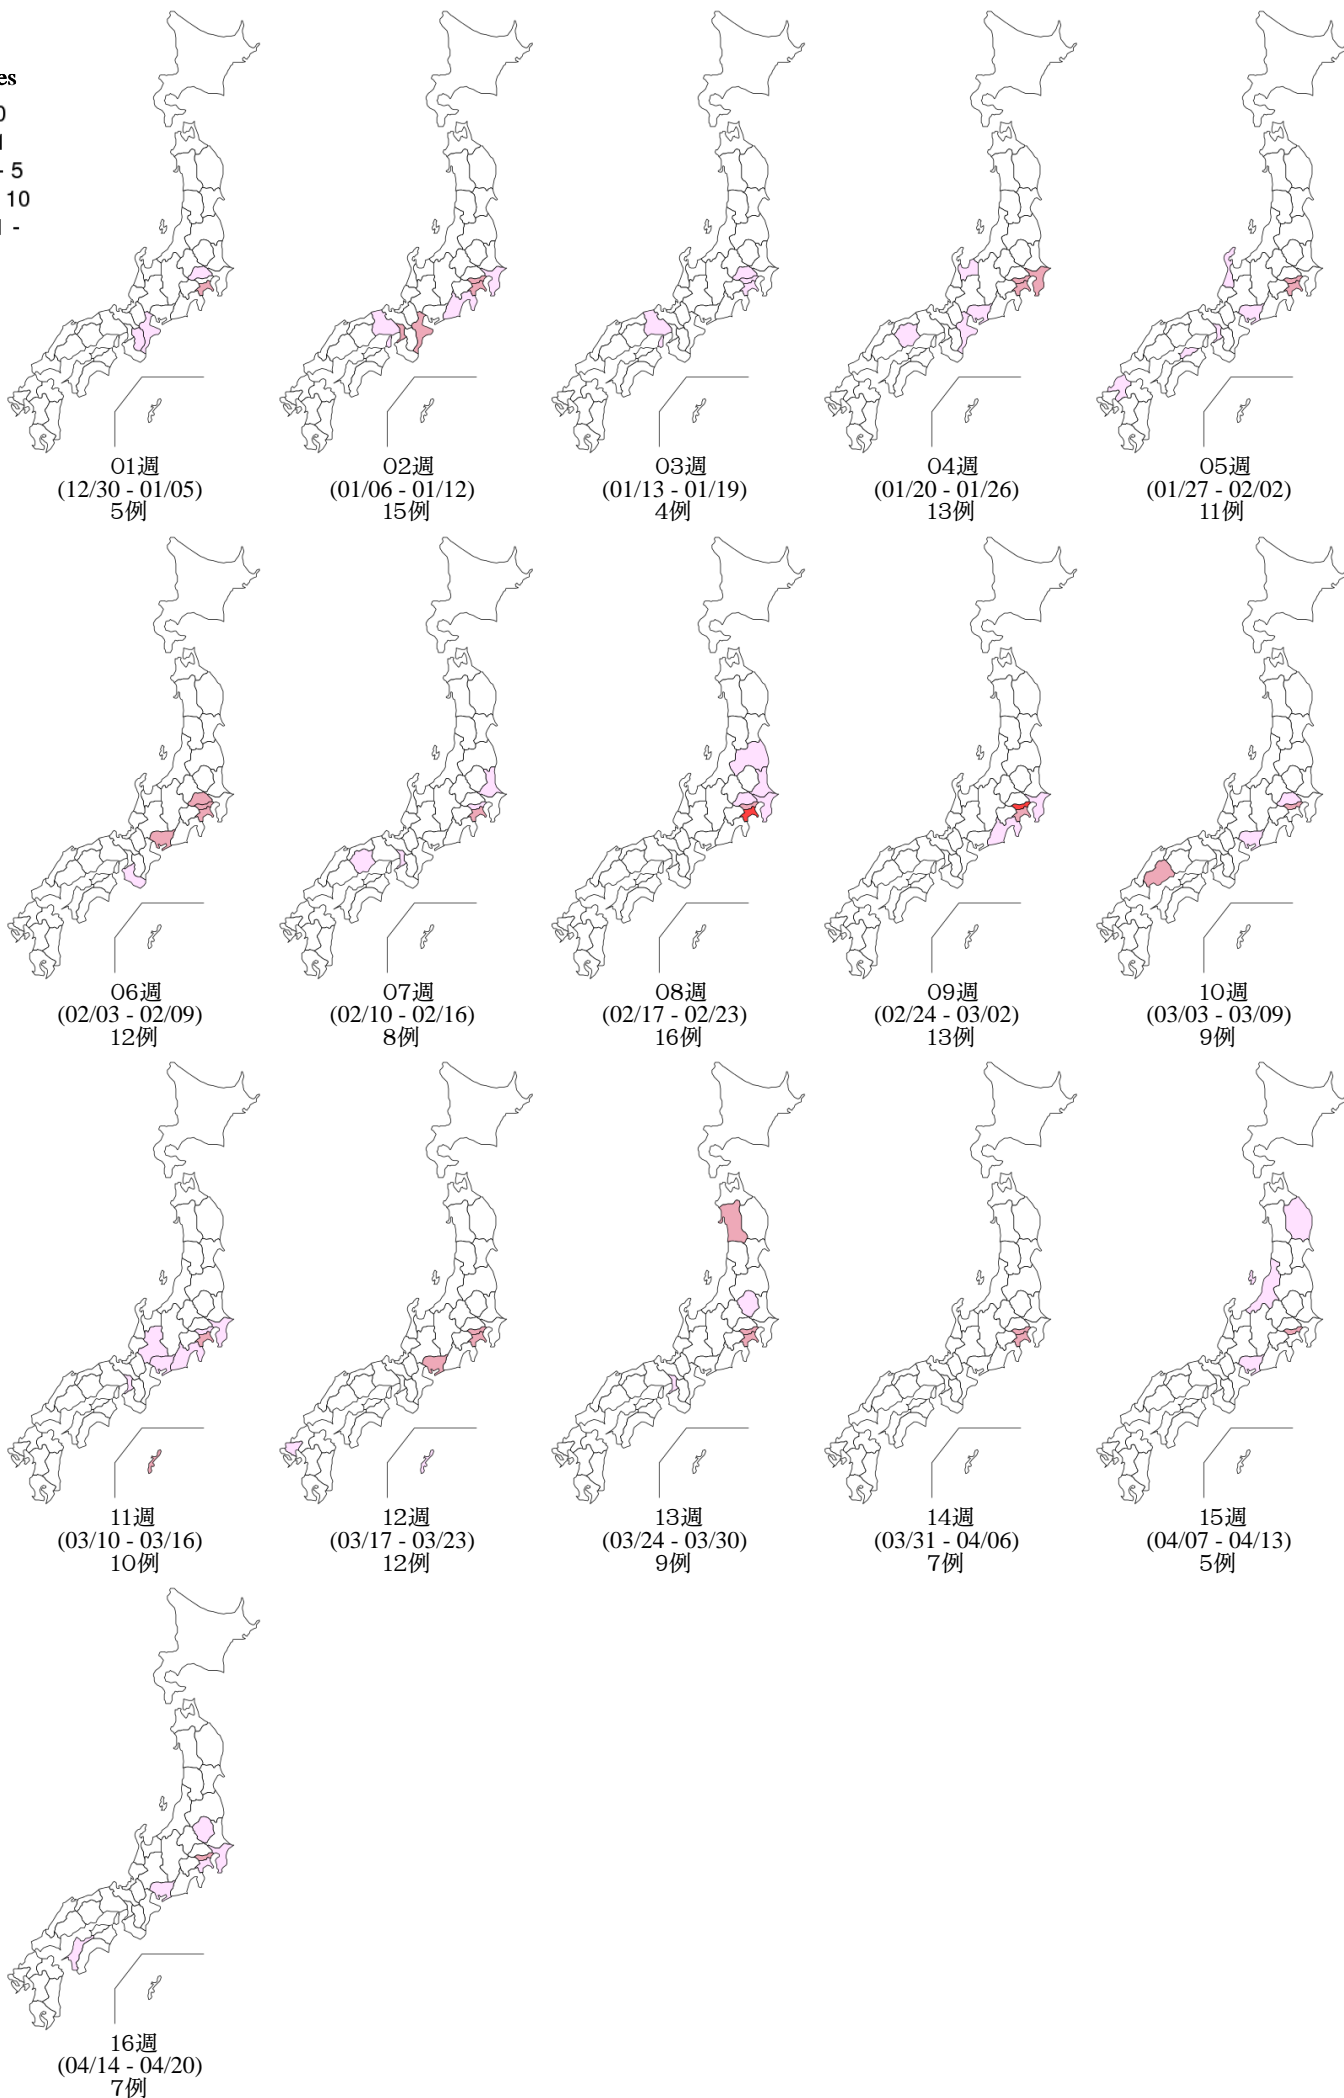 es
0
1
- 5
10
1 -
01週
(12/30 - 01/05)
5例
02週
(01/06 - 01/12)
15例
03週
(01/13 - 01/19)
4例
04週
(01/20 - 01/26)
13例
05週
(01/27 - 02/02)
11例
06週
(02/03 - 02/09)
12例
07週
(02/10 - 02/16)
8例
08週
(02/17 - 02/23)
16例
09週
(02/24 - 03/02)
13例
10週
(03/03 - 03/09)
9例
11週
(03/10 - 03/16)
10例
12週
(03/17 - 03/23)
12例
13週
(03/24 - 03/30)
9例
14週
(03/31 - 04/06)
7例
15週
(04/07 - 04/13)
5例
16週
(04/14 - 04/20)
7例